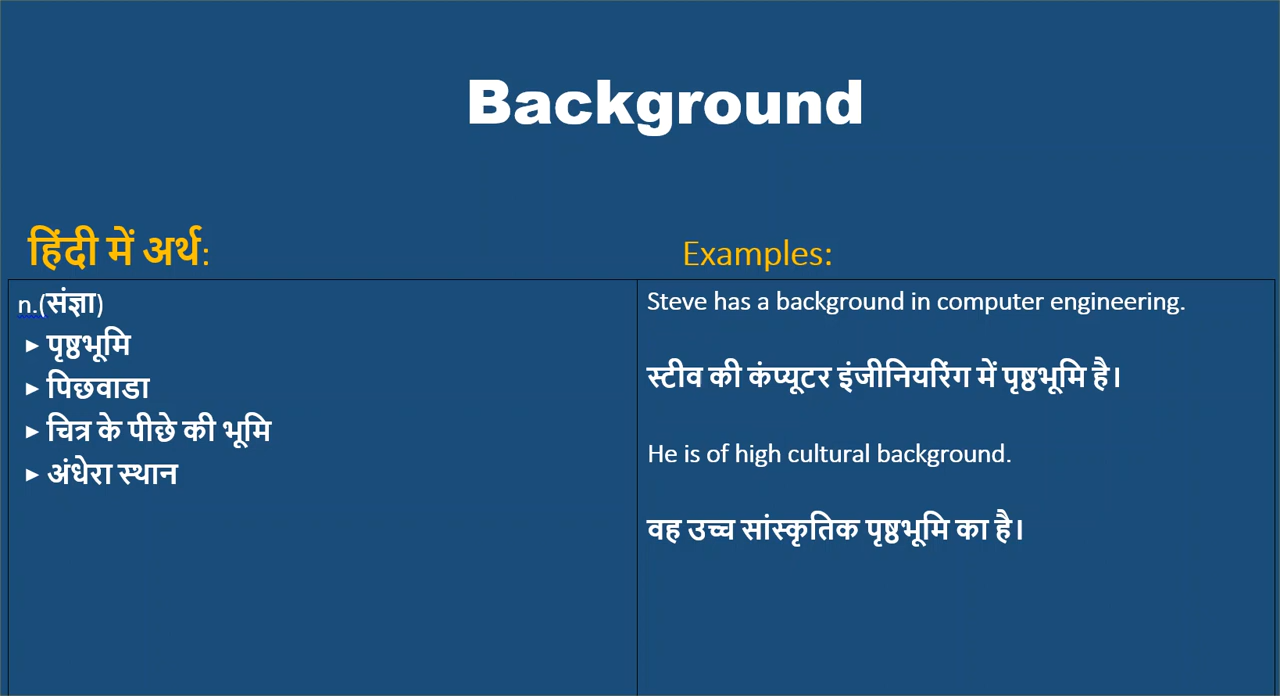 Background
हिंदी में अर्थ:
Examples:
n.(संज्ञा)
► पृष्ठभूमि
► पिछवाडा
► चित्र के पीछे की भूमि
► अंधेरा स्थान
Steve has a background in computer engineering.
स्टीव की कंप्यूटर इंजीनियरिंग में पृष्ठभूमि है।
He is of high cultural background.
वह उच्च सांस्कृतिक पृष्ठभूमि का है।